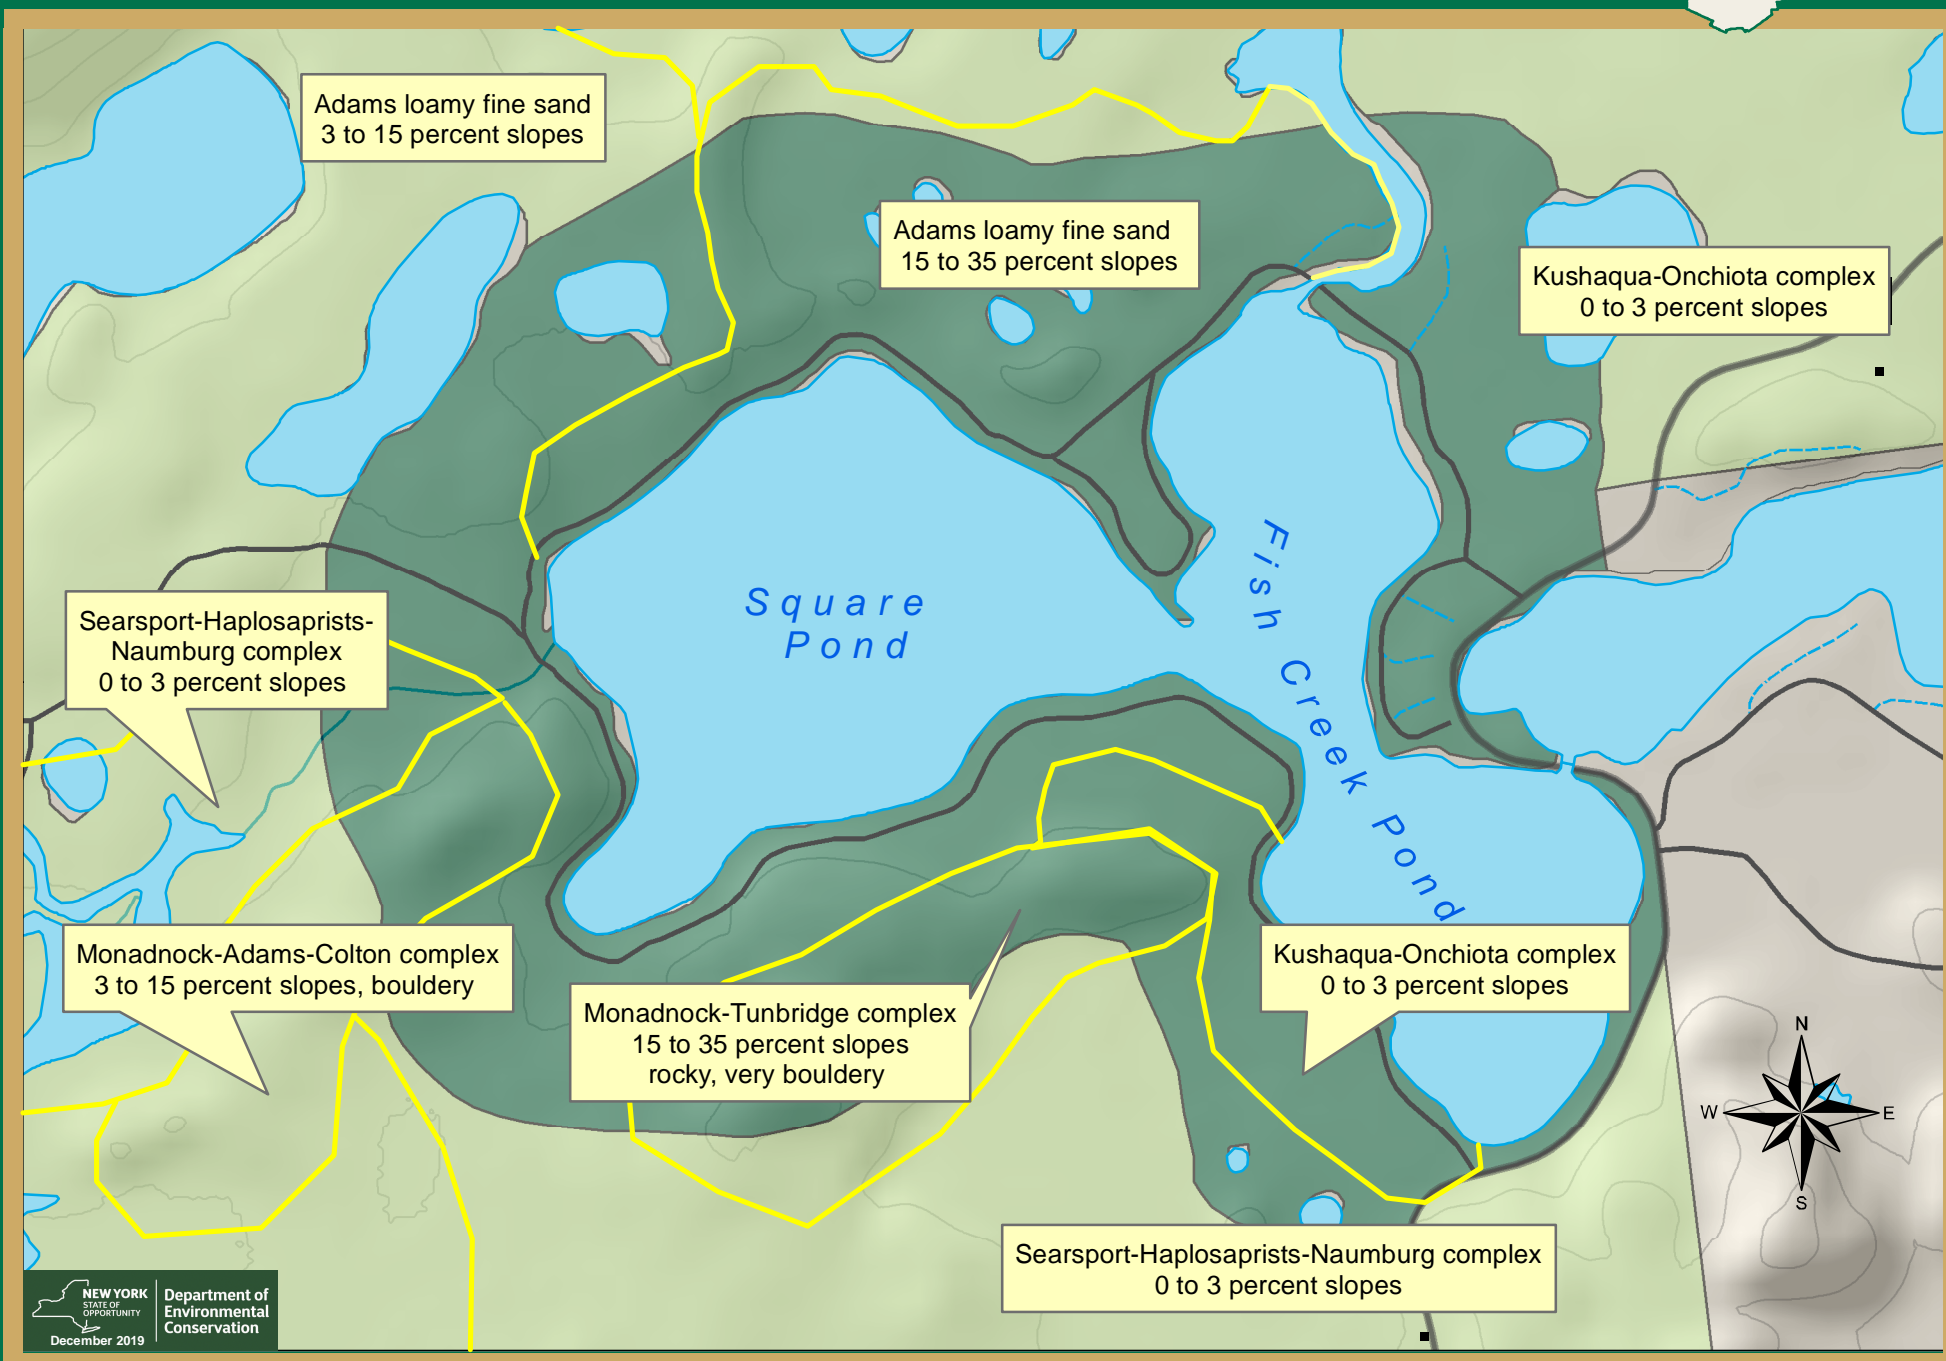 Adams loamy fine sand
3 to 15 percent slopes
Adams loamy fine sand
15 to 35 percent slopes
Kushaqua-Onchiota complex
0 to 3 percent slopes
Square
Pond
Fish Creek Pond
Searsport-Haplosaprists-
Naumburg complex
0 to 3 percent slopes
Monadnock-Adams-Colton complex
3 to 15 percent slopes, bouldery
Monadnock-Tunbridge complex
15 to 35 percent slopes
rocky, very bouldery
Kushaqua-Onchiota complex
0 to 3 percent slopes
N
W
E
S
Searsport-Haplosaprists-Naumburg complex
0 to 3 percent slopes
NEW YORK
STATE OF
OPPORTUNITY
Department of
Environmental
Conservation
December 2019